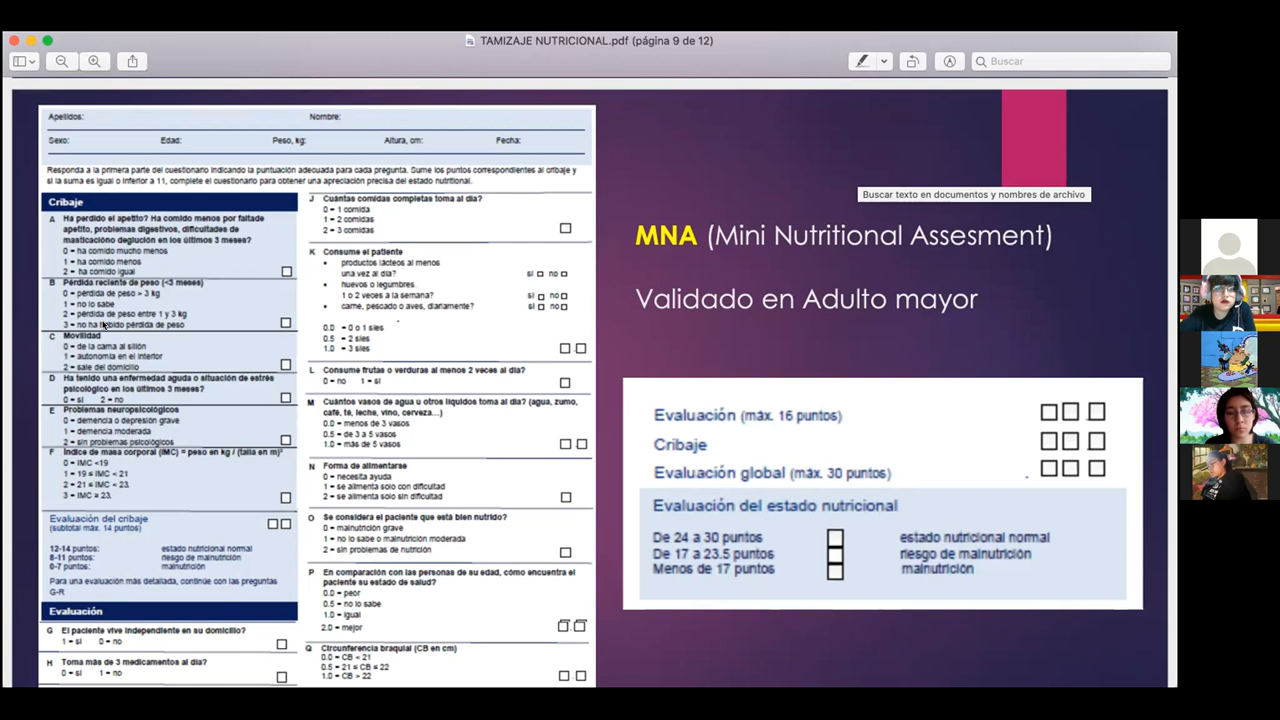 TAMIZAJE NUTRICIONAL.pdf (página 9 de 12)
Buscar
Apellidos:
Nombre:
Sexo:
Edad:
Peso, kg:
Altura, cm:
Fecha:
Responda a la primera parte del cuestionario indicando la puntuación adecuada para cada pregunta. Sume los puntos correspondientes al cribaje y
si la suma es igual o inferior a 11, complete el cuestionario para obtener una apreciación precisa del estado nutricional.
Cribaje
A Ha perdido el apetito? Ha comido menos por faltade
apetito, problemas digestivos, dificultades de
masticacióno deglución en los últimos 3 meses?
0 = ha comido mucho menos
1 = ha comido menos
2 = ha comido igual
B Pérdida reciente de peso (<3 meses)
0 = pérdida de peso > 3 kg
1 = no lo sabe
2 = pérdida de peso entre 1 y 3 kg
3 = no ha habido pérdida de peso
C Movilidad
0 = de la cama al sillón
1 = autonomía en el interior
2 = sale del domicilio
D Ha tenido una enfermedad aguda o situación de estrés
psicológico en los últimos 3 meses?
0 = sí 2 = no
E Problemas neuropsicológicos
0 = demencia o depresión grave
1 = demencia moderada
2 = sin problemas psicológicos
F Índice de masa corporal (IMC) = peso en kg / (talla en m)²
0 = IMC <19
1 = 19 ≤ IMC < 21
2 = 21 ≤ IMC < 23.
3 = IMC ≥ 23.
Evaluación del cribaje
(subtotal máx. 14 puntos)
12-14 puntos: estado nutricional normal
8-11 puntos: riesgo de malnutrición
0-7 puntos: malnutrición
Para una evaluación más detallada, continúe con las preguntas
G-R
Evaluación
G El paciente vive independiente en su domicilio?
1 = sí 0 = no
H Toma más de 3 medicamentos al día?
0 = sí 1 = no
J Cuántas comidas completas toma al día?
0 = 1 comida
1 = 2 comidas
2 = 3 comidas
K Consume el patiente
• productos lácteos al menos
una vez al día? sí no
• huevos o legumbres
1 o 2 veces a la semana? sí no
• carne, pescado o aves, diariamente? sí no
0.0 = 0 o 1 síes
0.5 = 2 síes
1.0 = 3 síes
L Consume frutas o verduras al menos 2 veces al día?
0 = no 1 = sí
M Cuántos vasos de agua u otros líquidos toma al día? (agua, zumo,
café, té, leche, vino, cerveza...)
0.0 = menos de 3 vasos
0.5 = de 3 a 5 vasos
1.0 = más de 5 vasos
N Forma de alimentarse
0 = necesita ayuda
1 = se alimenta solo con dificultad
2 = se alimenta solo sin dificultad
O Se considera el paciente que está bien nutrido?
0 = malnutrición grave
1 = no lo sabe o malnutrición moderada
2 = sin problemas de nutrición
P En comparación con las personas de su edad, cómo encuentra el
paciente su estado de salud?
0.0 = peor
0.5 = no lo sabe
1.0 = igual
2.0 = mejor
Q Circunferencia braquial (CB en cm)
0.0 = CB < 21
0.5 = 21 ≤ CB ≤ 22
1.0 = CB > 22
Buscar texto en documentos y nombres de archivo
MNA (Mini Nutritional Assesment)
Validado en Adulto mayor
Evaluación (máx. 16 puntos)
Cribaje
Evaluación global (máx. 30 puntos)
Evaluación del estado nutricional
De 24 a 30 puntos estado nutricional normal
De 17 a 23.5 puntos riesgo de malnutrición
Menos de 17 puntos malnutrición